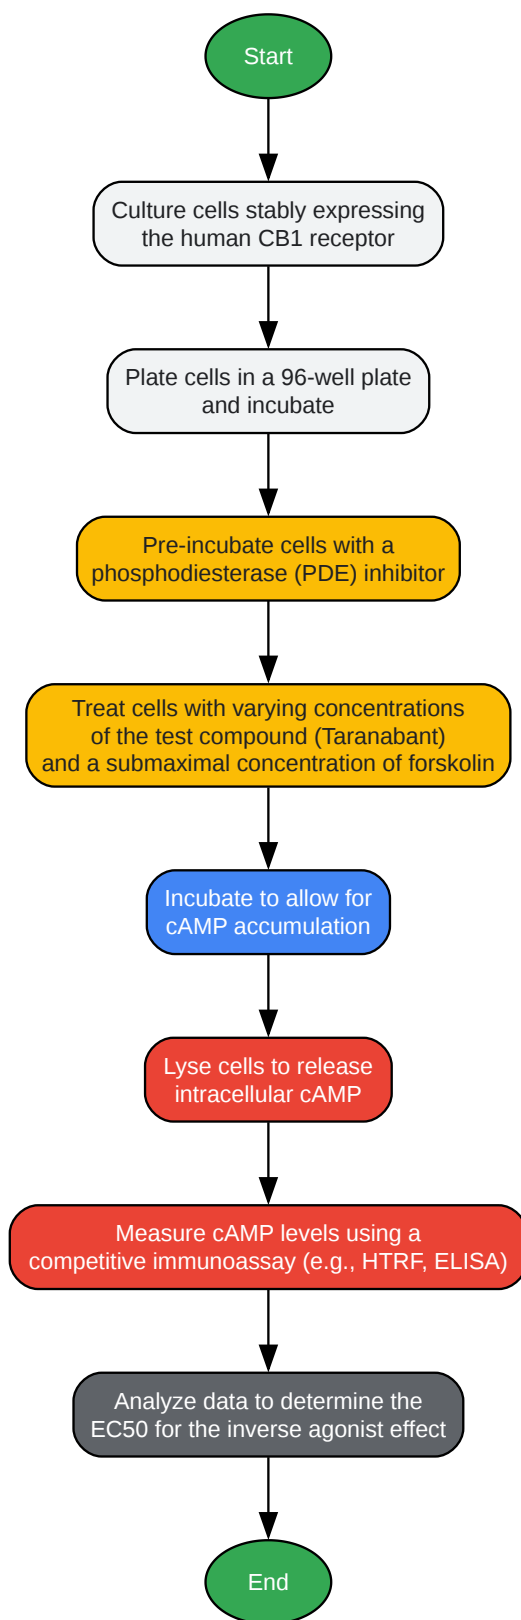 Start
Culture cells stably expressing
the human CB1 receptor
Plate cells in a 96-well plate
and incubate
Pre-incubate cells with a
phosphodiesterase (PDE) inhibitor
Treat cells with varying concentrations
of the test compound (Taranabant)
and a submaximal concentration of forskolin
Incubate to allow for
cAMP accumulation
Lyse cells to release
intracellular cAMP
Measure cAMP levels using a
competitive immunoassay (e.g., HTRF, ELISA)
Analyze data to determine the
EC50 for the inverse agonist effect
End